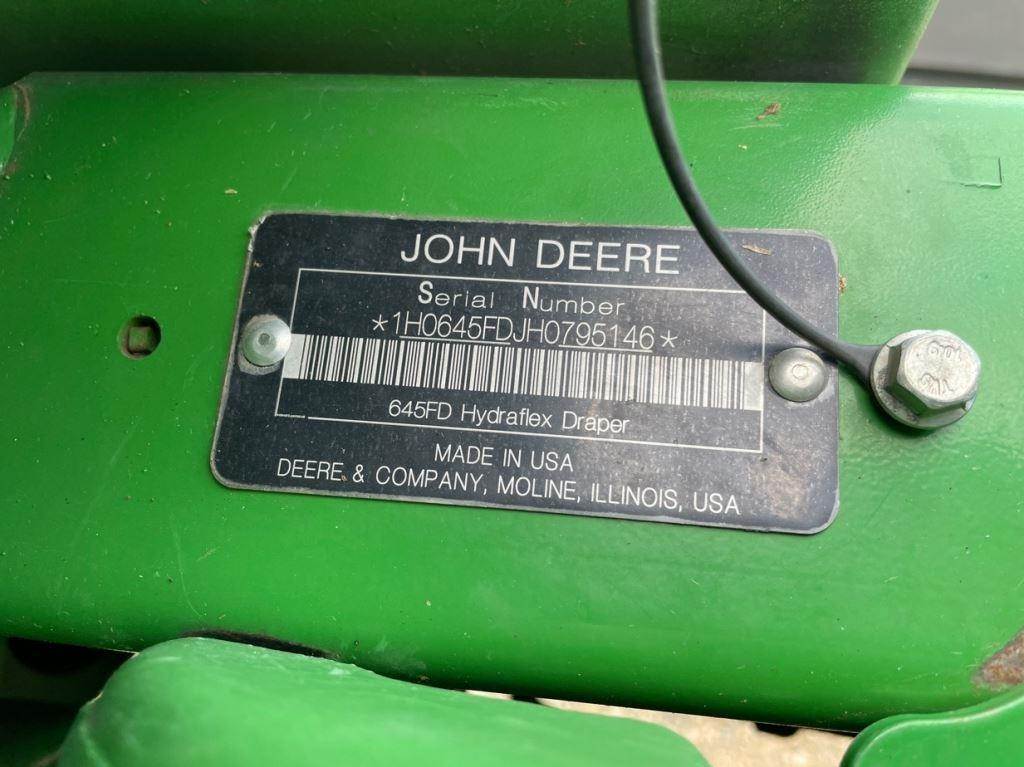 JOHN DEERE
Serial Number
*1H0645FDJH0795146*
645FD Hydraflex Draper
MADE IN USA
DEERE & COMPANY, MOLINE, ILLINOIS, USA